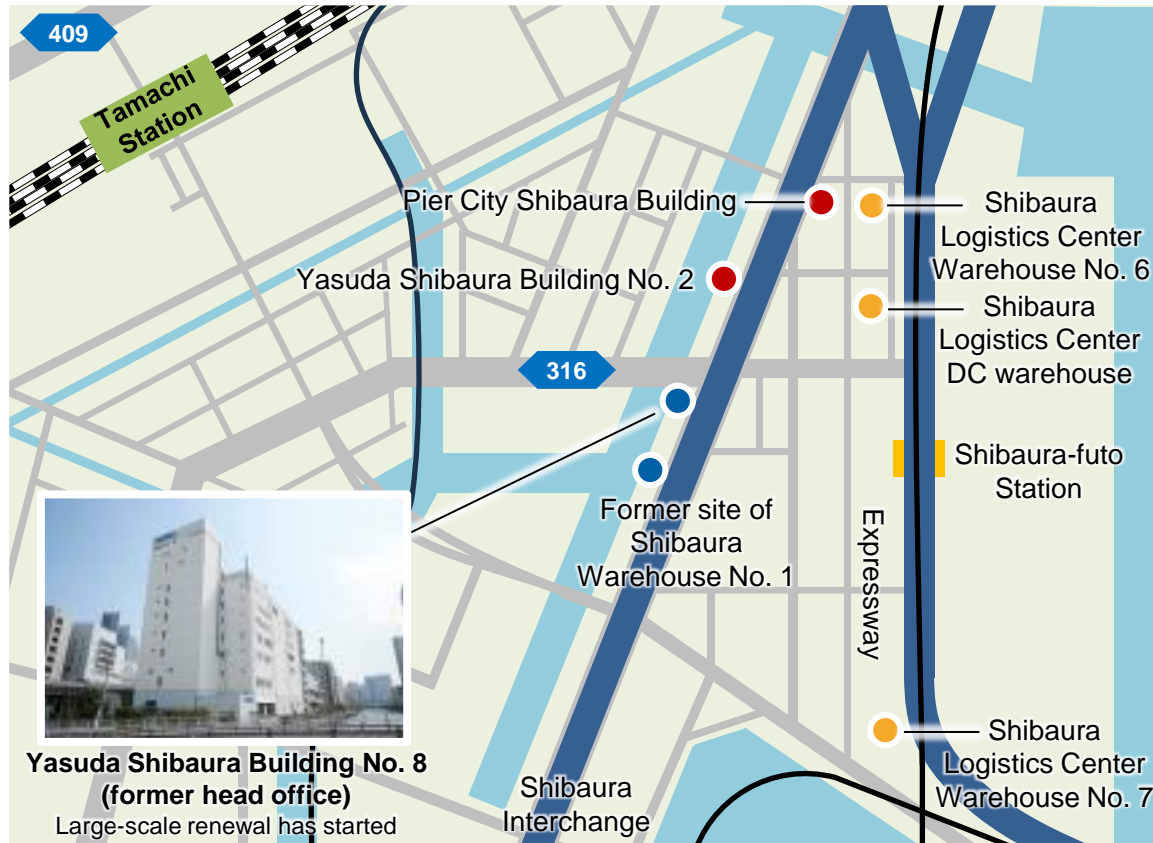 409
Tamachi
Station
Pier City Shibaura Building
Shibaura
Logistics Center
Warehouse No. 6
Yasuda Shibaura Building No. 2
Shibaura
Logistics Center
DC warehouse
316
Shibaura-futo
Station
Former site of
Shibaura
Warehouse No. 1
Expressway
Shibaura
Logistics Center
Warehouse No. 7
Yasuda Shibaura Building No. 8
(former head office)
Large-scale renewal has started
Shibaura
Interchange